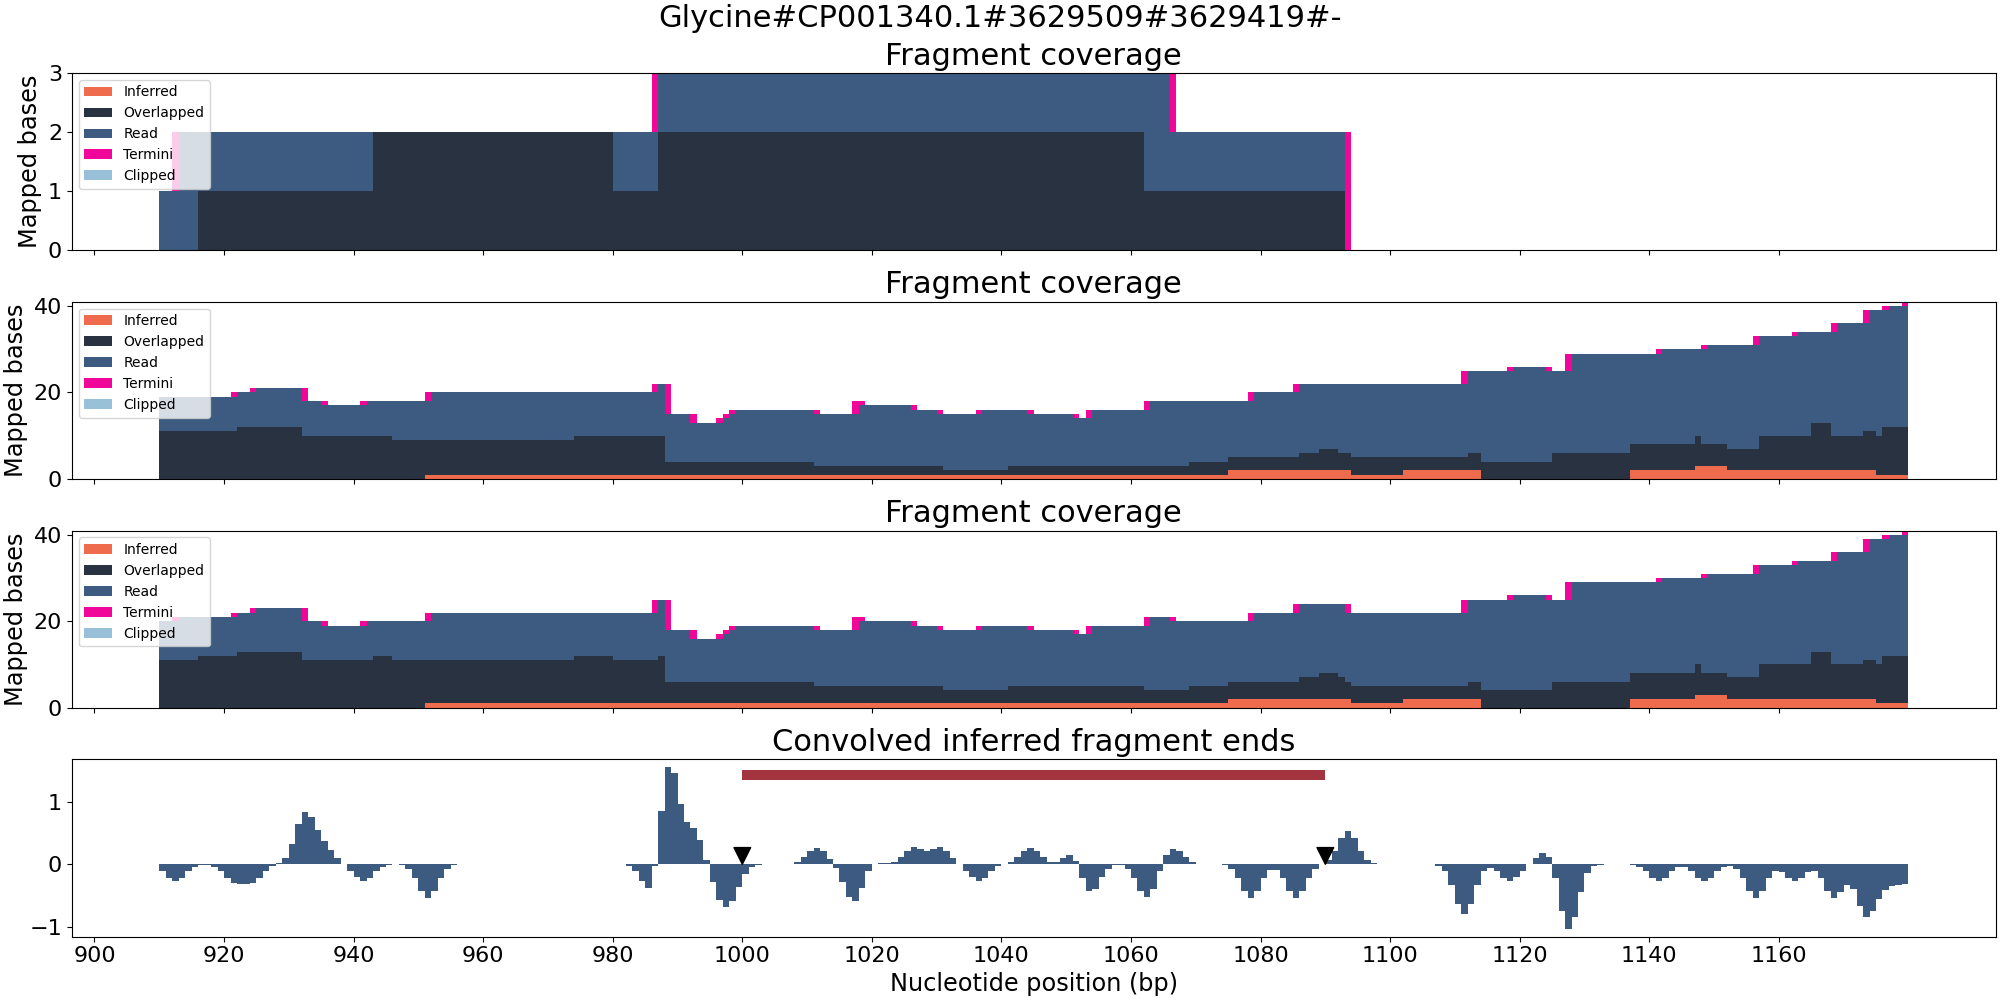 Glycine#CP001340.1#3629509#3629419#-
Fragment coverage
Mapped bases
3
2
1
0
Inferred
Overlapped
Read
Termini
Clipped
Fragment coverage
Mapped bases
40
20
0
Inferred
Overlapped
Read
Termini
Clipped
Fragment coverage
Mapped bases
40
20
0
Inferred
Overlapped
Read
Termini
Clipped
Convolved inferred fragment ends
1
0
−1
900 920 940 960 980 1000 1020 1040 1060 1080 1100 1120 1140 1160
Nucleotide position (bp)